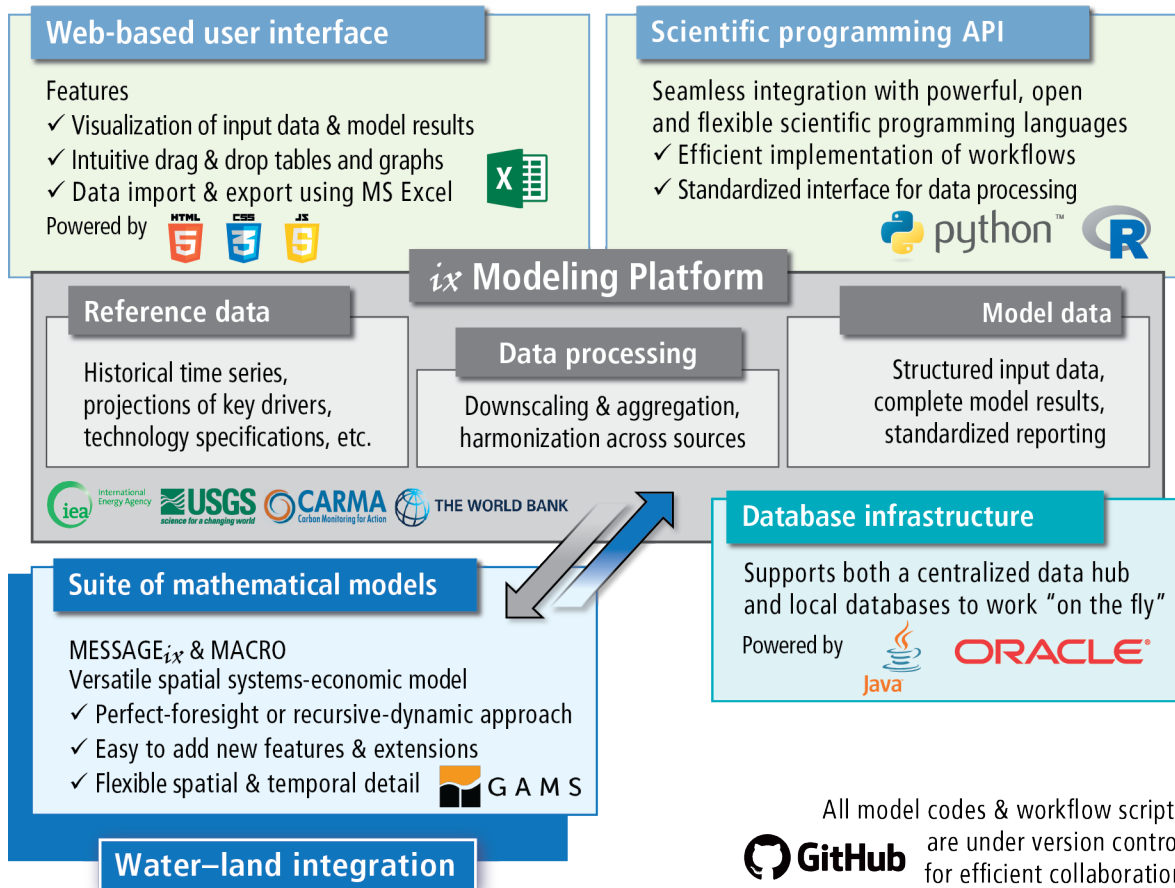 Web-based user interface
Features
✓ Visualization of input data & model results
✓ Intuitive drag & drop tables and graphs
✓ Data import & export using MS Excel
X
Powered by
HTML
5
CSS
3
JS
5
Scientific programming API
Seamless integration with powerful, open
and flexible scientific programming languages
✓ Efficient implementation of workflows
✓ Standardized interface for data processing
python™
R
ix Modeling Platform
Reference data
Historical time series,
projections of key drivers,
technology specifications, etc.
Data processing
Downscaling & aggregation,
harmonization across sources
Model data
Structured input data,
complete model results,
standardized reporting
iea
International
Energy Agency
USGS
science for a changing world
CARMA
Carbon Monitoring for Action
THE WORLD BANK
Database infrastructure
Supports both a centralized data hub
and local databases to work "on the fly"
Powered by
Java
ORACLE®
Suite of mathematical models
MESSAGEix & MACRO
Versatile spatial systems-economic model
✓ Perfect-foresight or recursive-dynamic approach
✓ Easy to add new features & extensions
✓ Flexible spatial & temporal detail
GAMS
Water–land integration
All model codes & workflow script
are under version contro
for efficient collaboration
GitHub